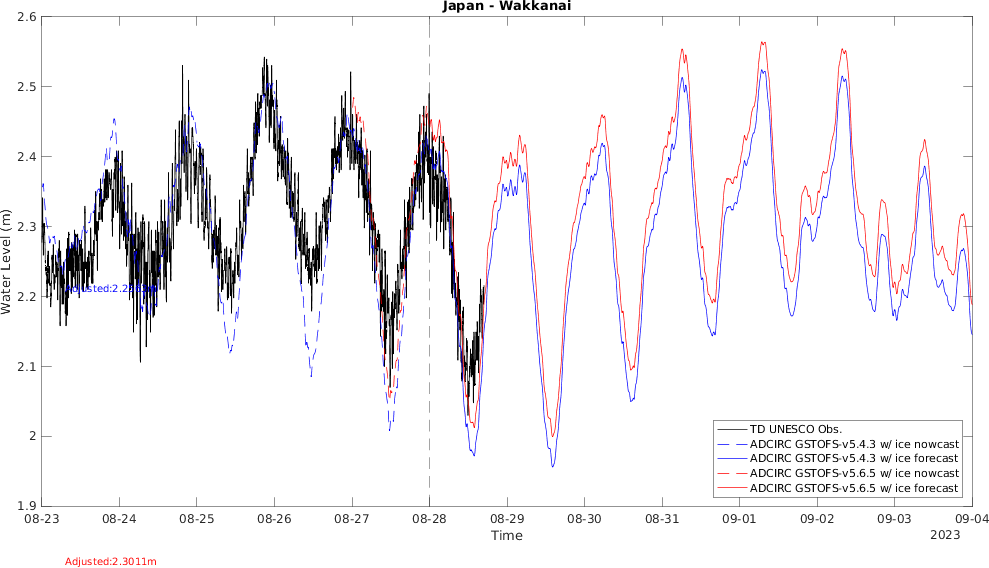 Japan - Wakkanai
2.6
2.5
2.4
2.3
2.2
2.1
2
1.9
Water Level (m)
TD UNESCO Obs.
ADCIRC GSTOFS-v5.4.3 w/ ice nowcast
ADCIRC GSTOFS-v5.4.3 w/ ice forecast
ADCIRC GSTOFS-v5.6.5 w/ ice nowcast
ADCIRC GSTOFS-v5.6.5 w/ ice forecast
08-23 08-24 08-25 08-26 08-27 08-28 08-29 08-30 08-31 09-01 09-02 09-03 09-04
Time
2023
Adjusted:2.3011m